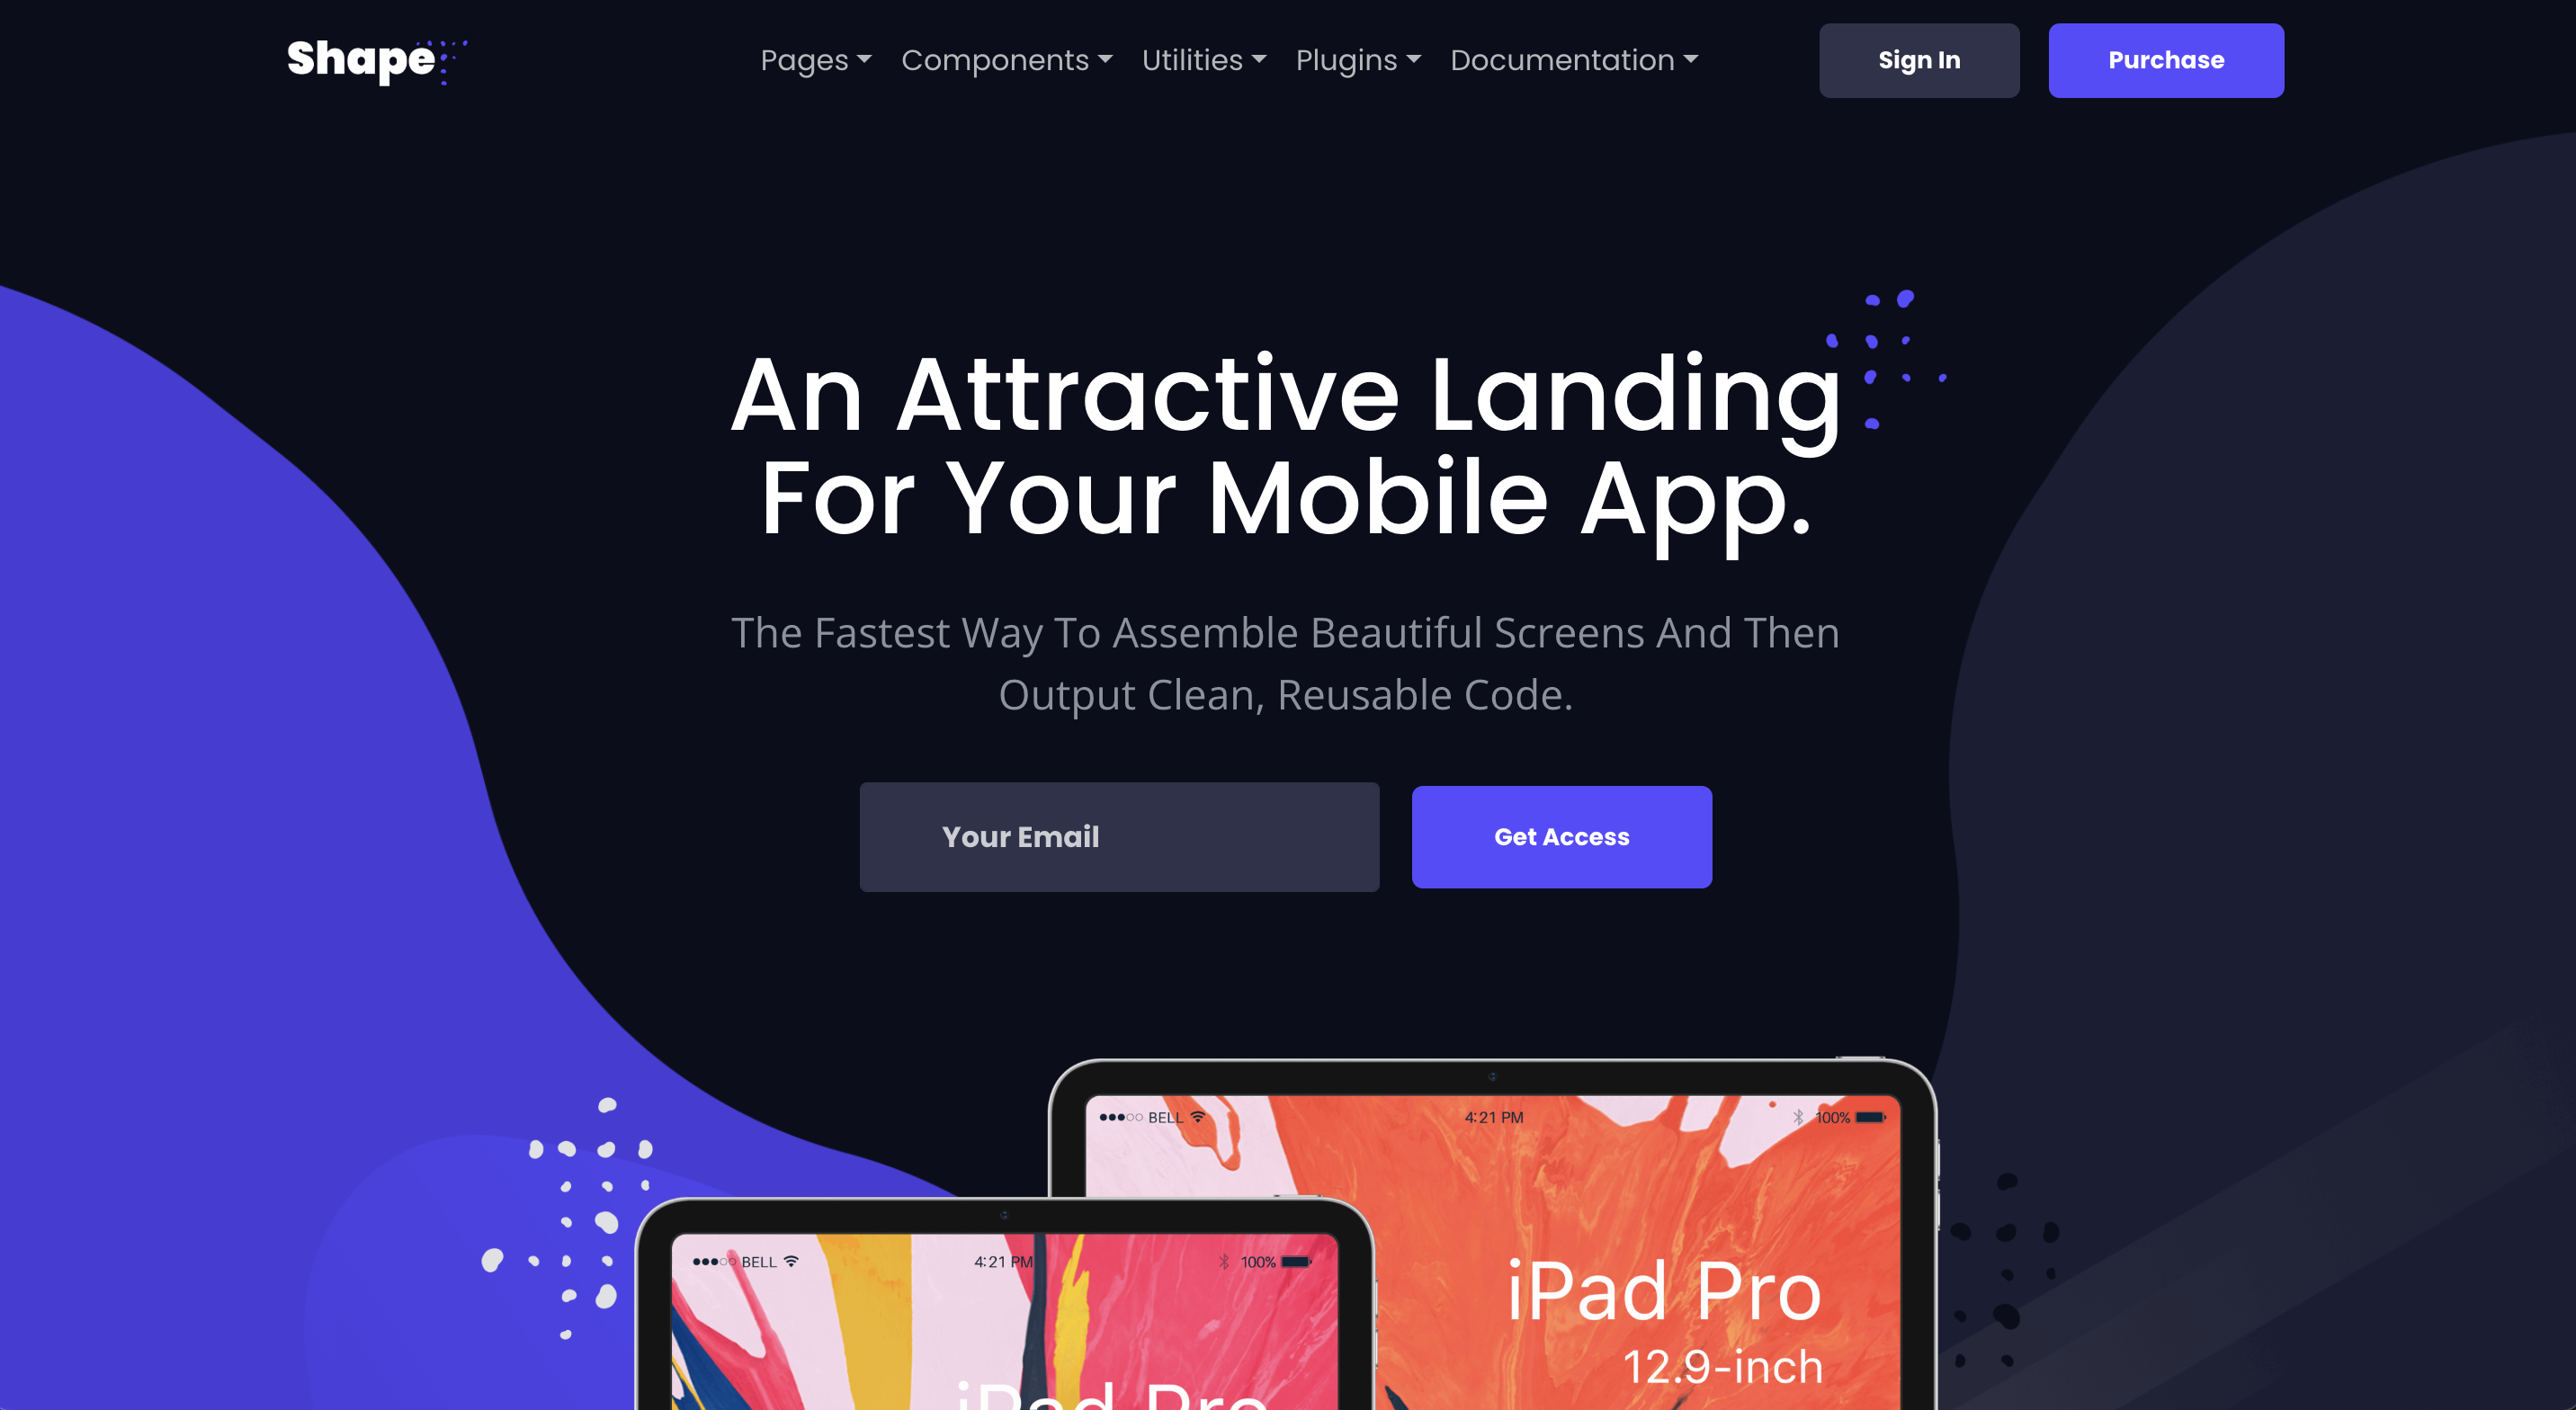 Shape
Pages Components Utilities Plugins Documentation Sign In Purchase
An Attractive Landing
For Your Mobile App.
The Fastest Way To Assemble Beautiful Screens And Then
Output Clean, Reusable Code.
Your Email Get Access
BELL 4:21 PM 100%
BELL 4:21 PM 100%
iPad Pro
12.9-inch
iPad Pro